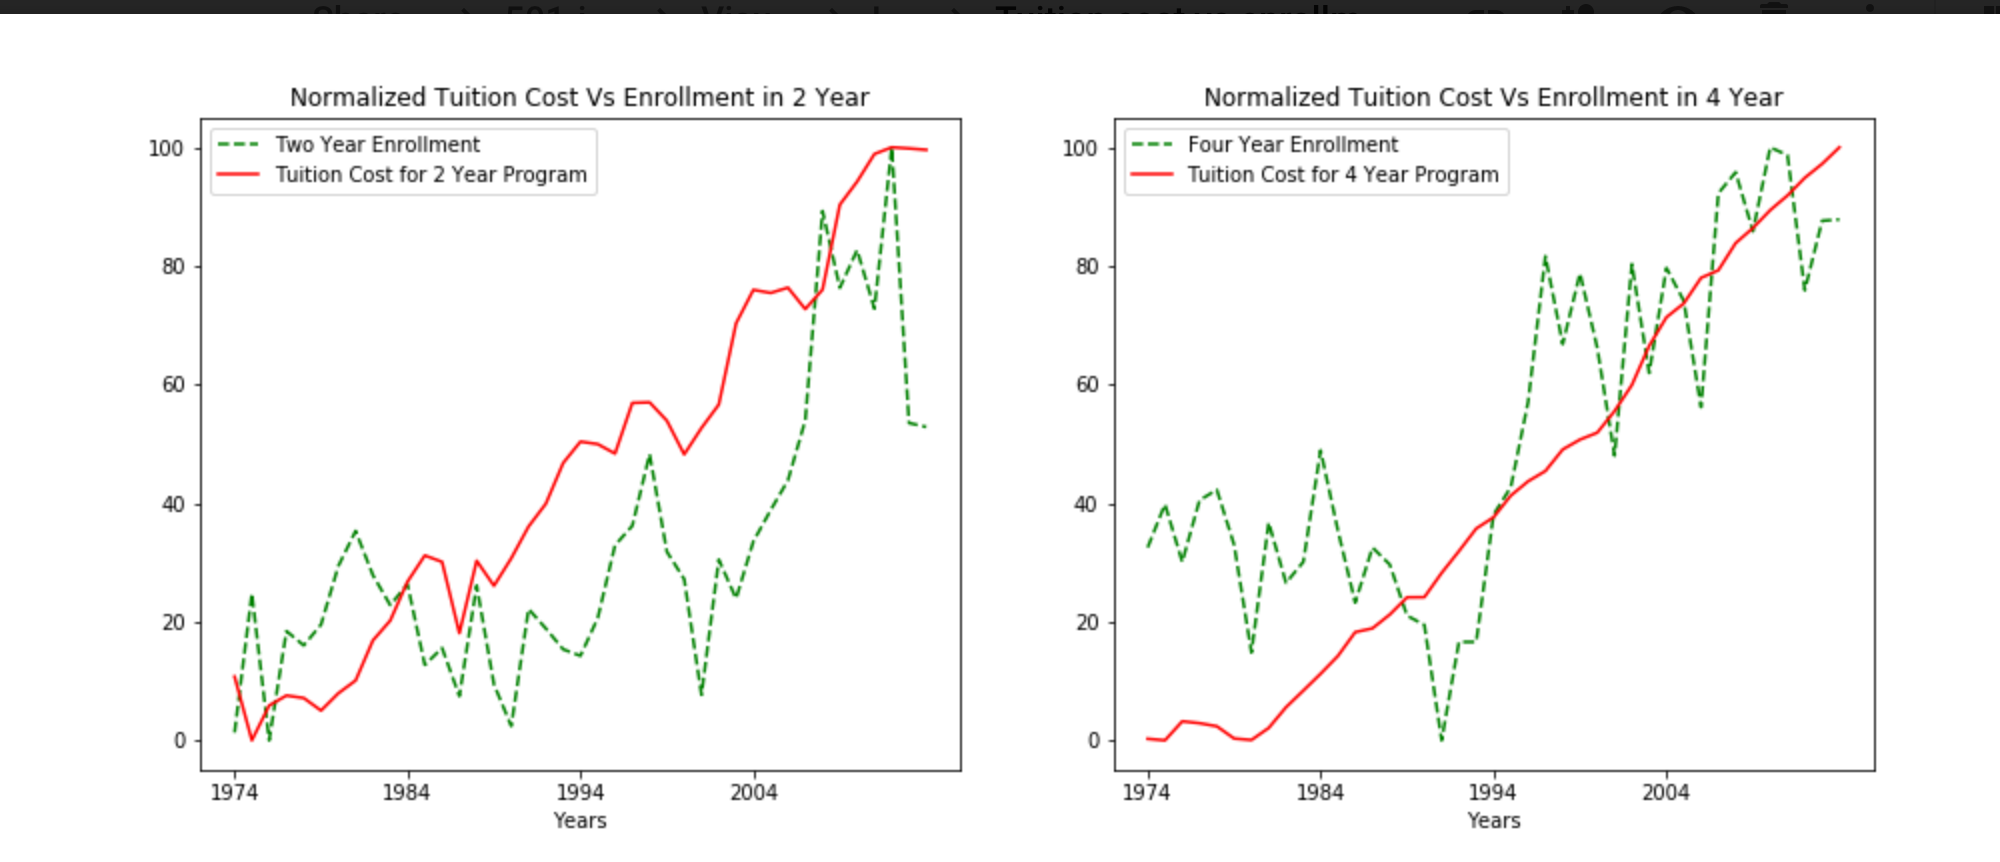 Normalized Tuition Cost Vs Enrollment in 2 Year
Two Year Enrollment
Tuition Cost for 2 Year Program
100
80
60
40
20
0
1974 1984 1994 2004
Years
Normalized Tuition Cost Vs Enrollment in 4 Year
Four Year Enrollment
Tuition Cost for 4 Year Program
100
80
60
40
20
0
1974 1984 1994 2004
Years